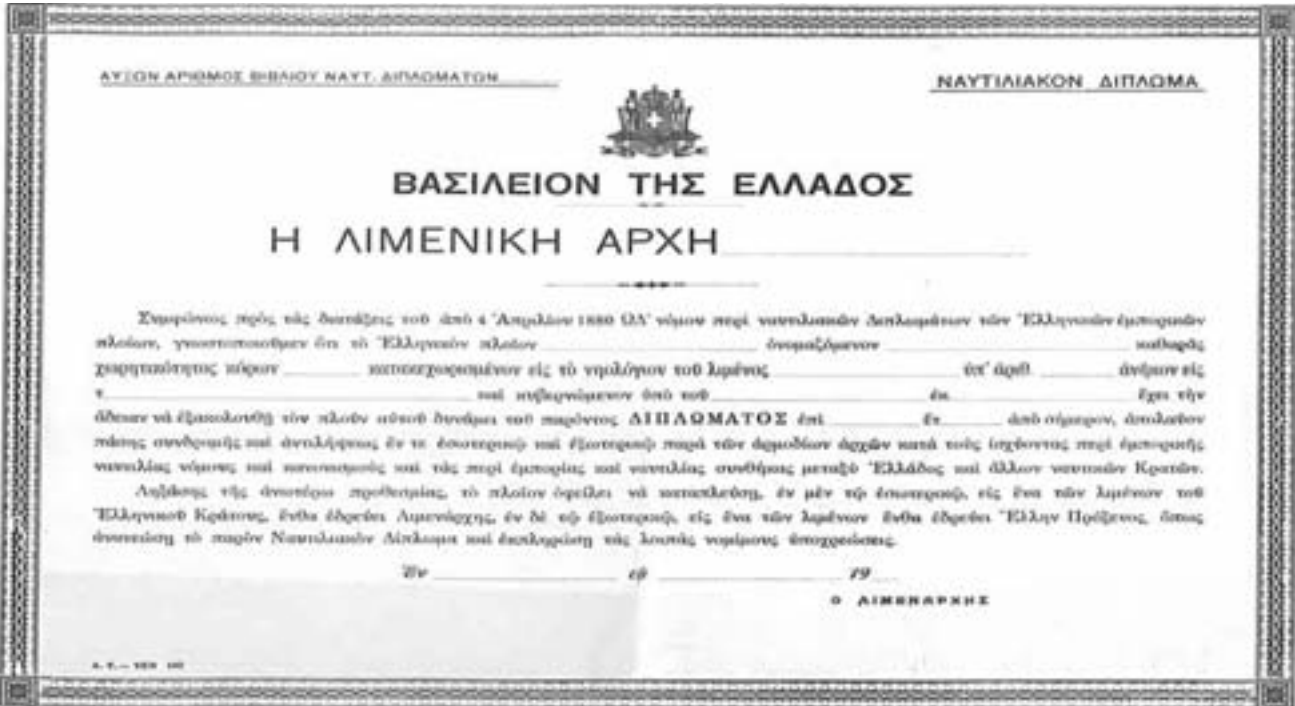 ΑΥΞΩΝ ΑΡΙΘΜΟΣ ΒΙΒΛΙΟΥ ΝΑΥΤ. ΔΙΠΛΩΜΑΤΩΝ
ΝΑΥΤΙΛΙΑΚΟΝ ΔΙΠΛΩΜΑ
ΒΑΣΙΛΕΙΟΝ ΤΗΣ ΕΛΛΑΔΟΣ
Η ΛΙΜΕΝΙΚΗ ΑΡΧΗ
Συμφώνως πρὸς τὰς διατάξεις τοῦ ἀπὸ 4 Ἀπριλίου 1880 ΩΛ' νόμου περὶ ναυτιλιακῶν Διπλωμάτων τῶν Ἑλληνικῶν ἐμπορικῶν
πλοίων, γνωστοποιοῦμεν ὅτι τὸ Ἑλληνικὸν πλοῖον ὀνομαζόμενον καθαρᾶς
χωρητικότητος κόρων κατακεχωρισμένον εἰς τὸ νηολόγιον τοῦ λιμένος ὑπ' ἀριθ. ἀνῆκον εἰς
τ καὶ κυβερνώμενον ὑπὸ τοῦ ἐκ ἔχει τὴν
ἄδειαν νὰ ἐξακολουθῇ τὸν πλοῦν αὐτοῦ δυνάμει τοῦ παρόντος ΔΙΠΛΩΜΑΤΟΣ ἐπὶ ἔτ ἀπὸ σήμερον, ἀπολαῦον
πάσης συνδρομῆς καὶ ἀντιλήψεως ἔν τε ἐσωτερικῷ καὶ ἐξωτερικῷ παρὰ τῶν ἁρμοδίων ἀρχῶν κατὰ τοὺς ἰσχύοντας περὶ ἐμπορικῆς
ναυτιλίας νόμους καὶ κανονισμοὺς καὶ τὰς περὶ ἐμπορίας καὶ ναυτιλίας συνθήκας μεταξὺ Ἑλλάδος καὶ ἄλλων ναυτικῶν Κρατῶν.
Ληξάσης τῆς ἀνωτέρω προθεσμίας, τὸ πλοῖον ὀφείλει νὰ καταπλεύσῃ, ἐν μὲν τῷ ἐσωτερικῷ, εἰς ἕνα τῶν λιμένων τοῦ
Ἑλληνικοῦ Κράτους, ἔνθα ἑδρεύει Λιμενάρχης, ἐν δὲ τῷ ἐξωτερικῷ, εἰς ἕνα τῶν λιμένων ἔνθα ἑδρεύει Ἕλλην Πρόξενος, ὅπως
ἀνανεώσῃ τὸ παρὸν Ναυτιλιακὸν Δίπλωμα καὶ ἐκπληρώσῃ τὰς λοιπὰς νομίμους ὑποχρεώσεις.
Ἐν τῇ 19
Ο ΛΙΜΕΝΑΡΧΗΣ